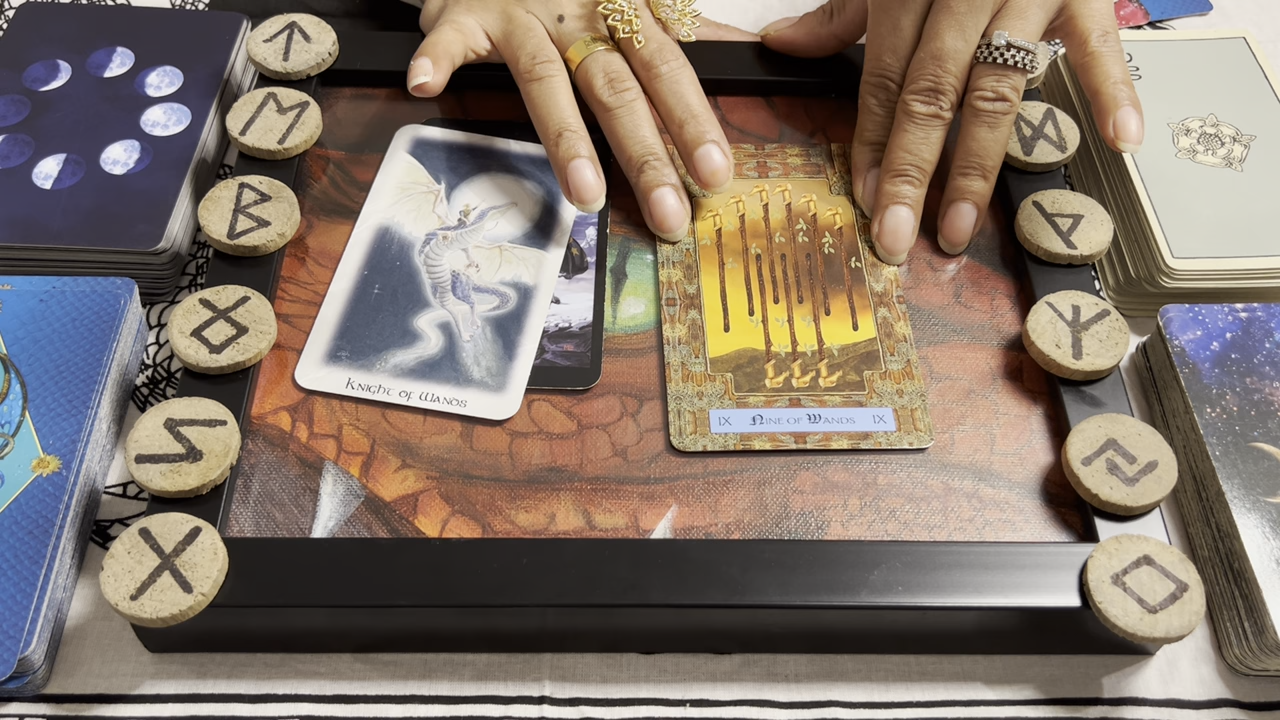 ᛏ
ᛖ
ᛒ
ᛟ
ᛋ
ᚷ
ᛞ
ᚦ
ᛉ
ᛃ
ᛜ
KNIGHT OF WANDS
IX NINE OF WANDS IX